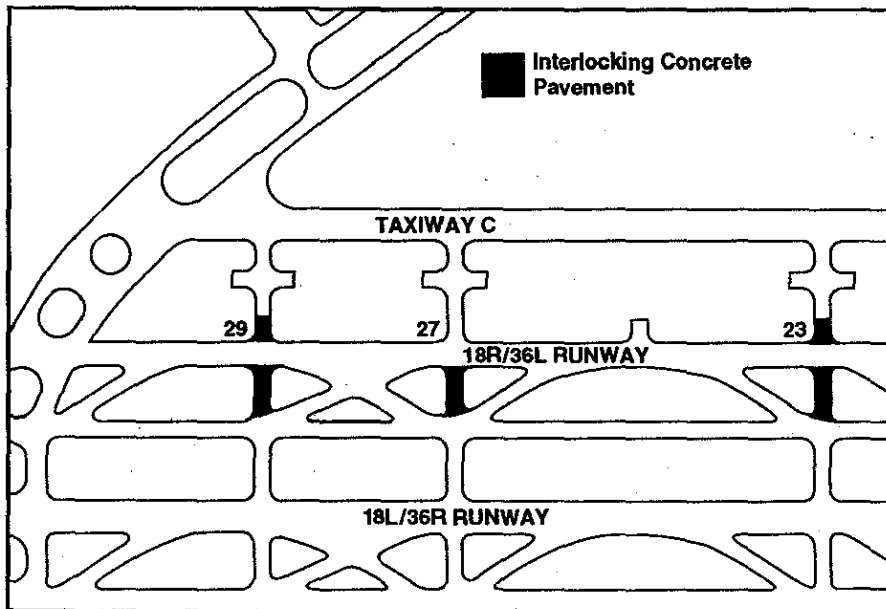 Interlocking Concrete
Pavement
TAXIWAY C
29
27
23
18R/36L RUNWAY
18L/36R RUNWAY